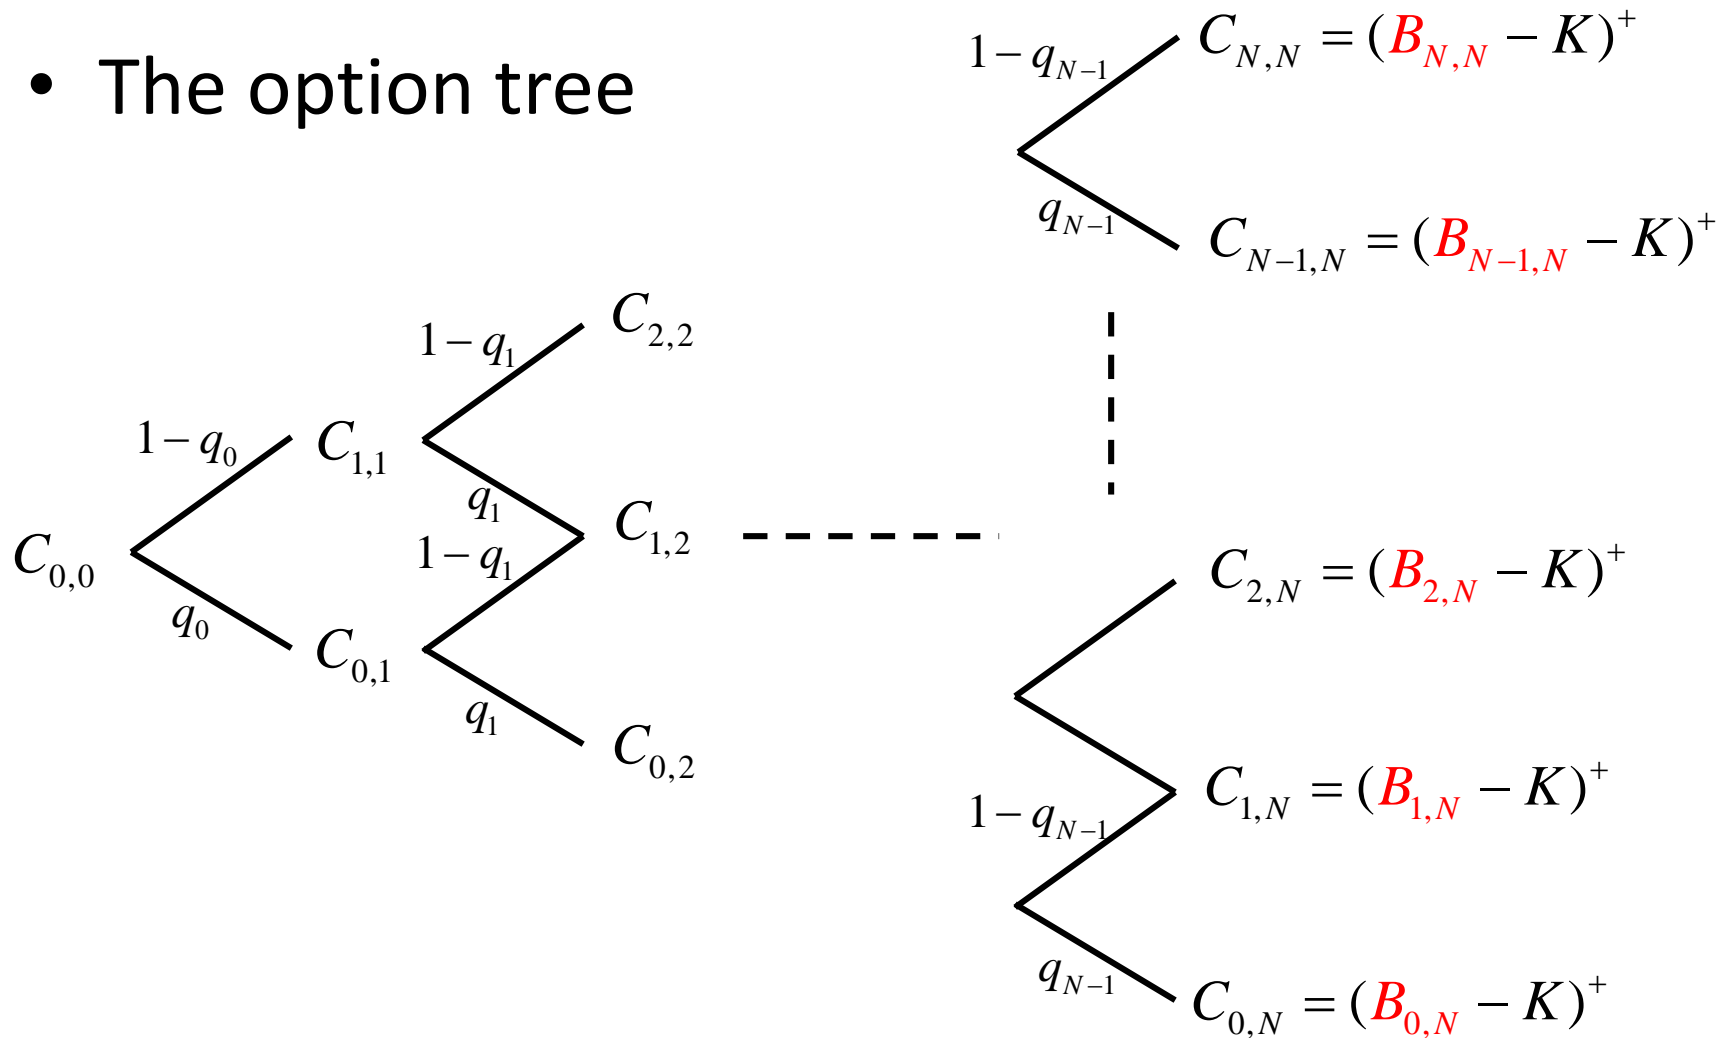 • The option tree
1−q_{N−1}
C_{N,N} = (B_{N,N} − K)^+
q_{N−1}
C_{N−1,N} = (B_{N−1,N} − K)^+
C_{2,2}
1−q_1
1−q_0
C_{1,1}
q_1
C_{1,2}
1−q_1
C_{0,0}
q_0
C_{0,1}
q_1
C_{0,2}
C_{2,N} = (B_{2,N} − K)^+
C_{1,N} = (B_{1,N} − K)^+
1−q_{N−1}
q_{N−1}
C_{0,N} = (B_{0,N} − K)^+